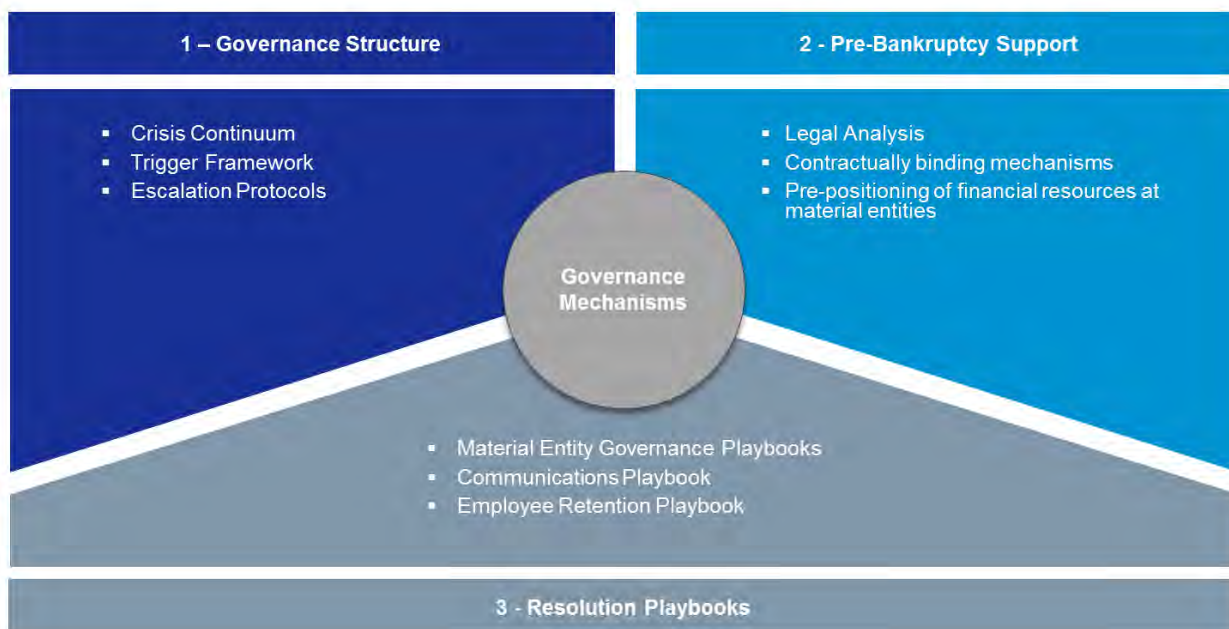 1 – Governance Structure
2 - Pre-Bankruptcy Support
▪ Crisis Continuum
▪ Trigger Framework
▪ Escalation Protocols
▪ Legal Analysis
▪ Contractually binding mechanisms
▪ Pre-positioning of financial resources at
material entities
Governance
Mechanisms
▪ Material Entity Governance Playbooks
▪ Communications Playbook
▪ Employee Retention Playbook
3 - Resolution Playbooks